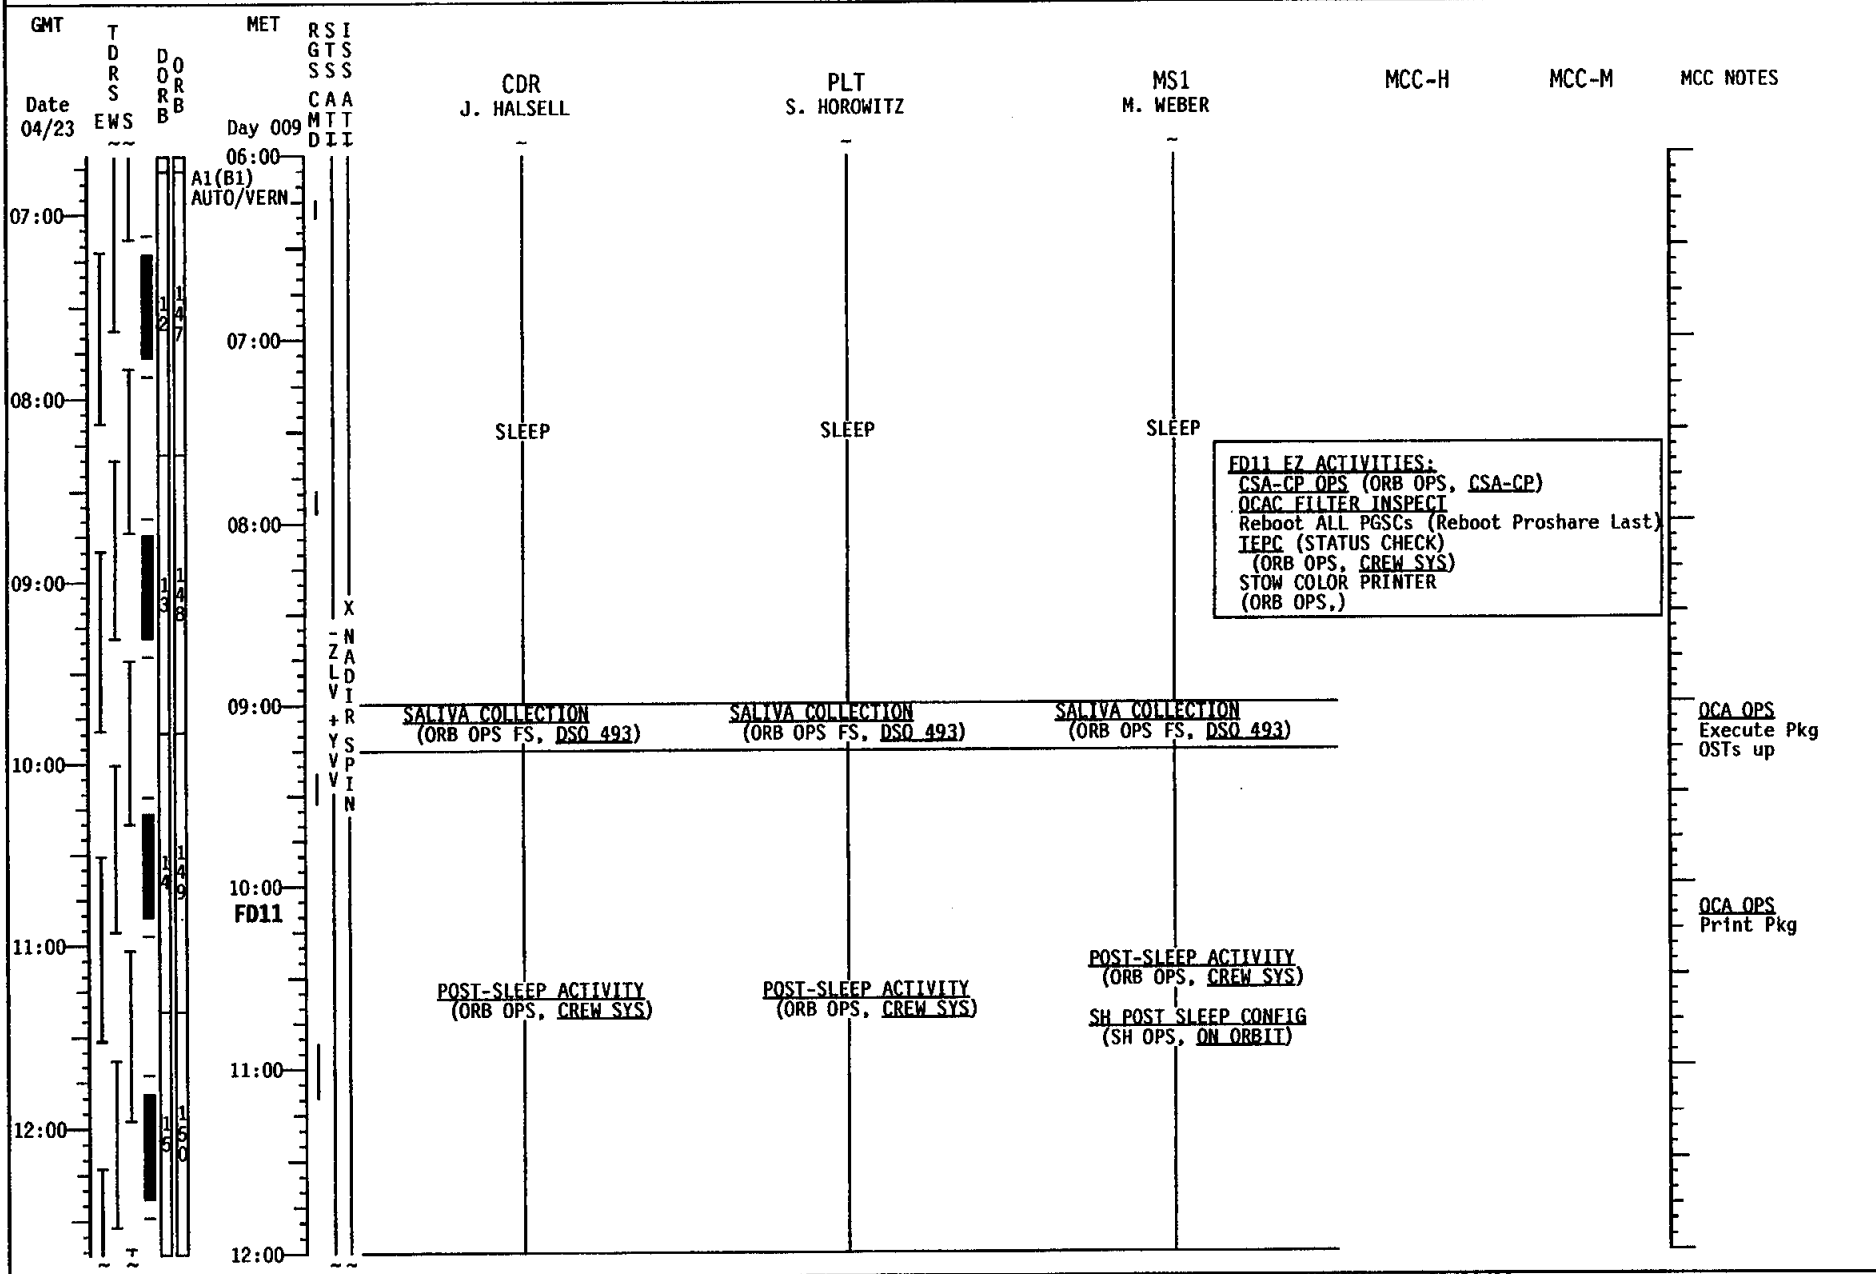 GMT
TDRS
EWS
DORB
ORB
MET
RGS CMD
STS ATT
ISS ATT
Date
04/23
Day 009
CDR
J. HALSELL
PLT
S. HOROWITZ
MS1
M. WEBER
MCC-H
MCC-M
MCC NOTES
~~
~
~
~
06:00
A1(B1)
AUTO/VERN
07:00
12
147
07:00
08:00
SLEEP
SLEEP
SLEEP
FD11 EZ ACTIVITIES:
CSA-CP OPS (ORB OPS, CSA-CP)
OCAC FILTER INSPECT
Reboot ALL PGSCs (Reboot Proshare Last)
IEPC (STATUS CHECK)
(ORB OPS, CREW SYS)
STOW COLOR PRINTER
(ORB OPS,)
08:00
09:00
13
148
-ZLV +YVV
X NADIR SPIN
09:00
SALIVA COLLECTION
(ORB OPS FS, DSO 493)
SALIVA COLLECTION
(ORB OPS FS, DSO 493)
SALIVA COLLECTION
(ORB OPS FS, DSO 493)
OCA OPS
Execute Pkg
OSTs up
10:00
14
149
10:00
FD11
OCA OPS
Print Pkg
11:00
POST-SLEEP ACTIVITY
(ORB OPS, CREW SYS)
POST-SLEEP ACTIVITY
(ORB OPS, CREW SYS)
POST-SLEEP ACTIVITY
(ORB OPS, CREW SYS)
SH POST SLEEP CONFIG
(SH OPS, ON ORBIT)
11:00
12:00
15
150
12:00
~ ~
~~